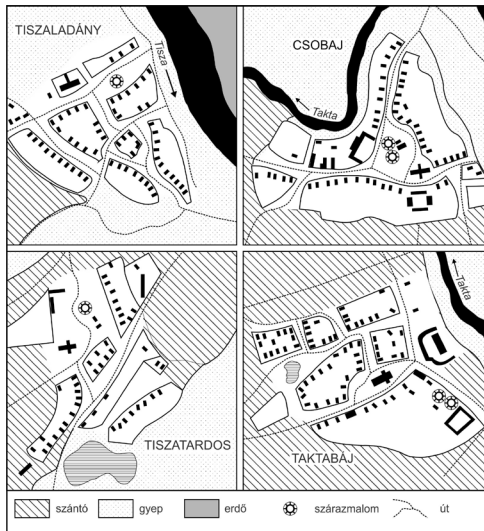 TISZALADÁNY
Tisza
CSOBAJ
Takta
TISZATARDOS
Takta
TAKTABÁJ
szántó
gyep
erdő
szárazmalom
út